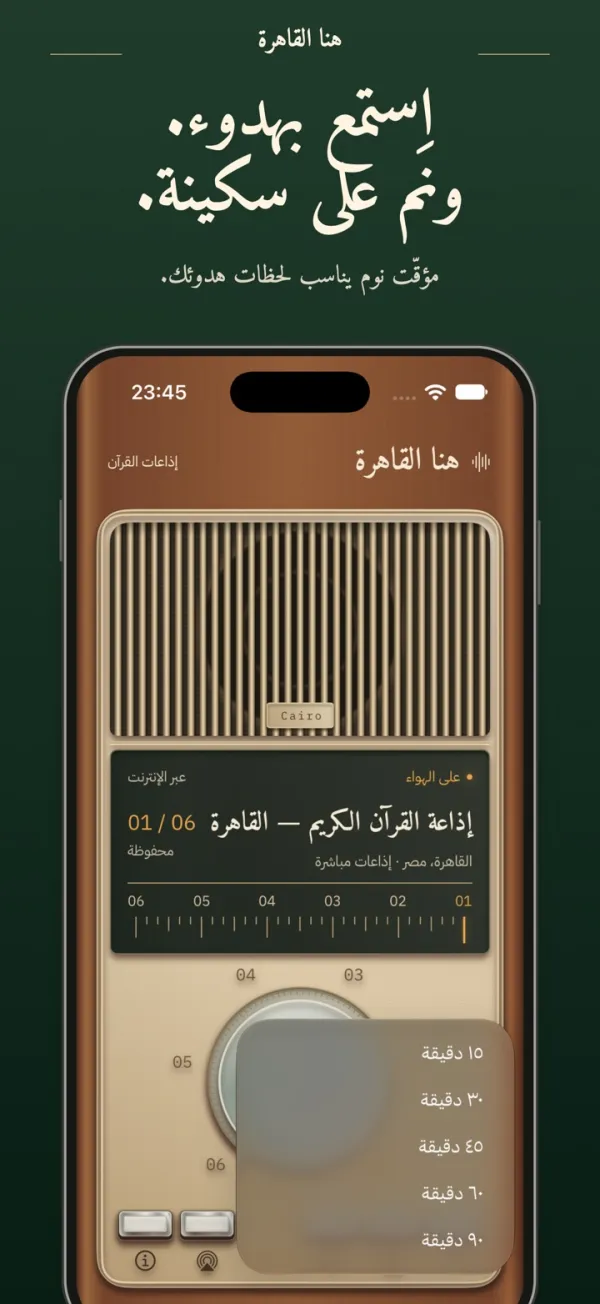 هنا القاهرة
اِستمع بهدوء.
ونَم على سكينة.
مؤقّت نوم يناسب لحظات هدوئك.
23:45
هنا القاهرة
إذاعات القرآن
Cairo
على الهواء
عبر الإنترنت
إذاعة القرآن الكريم — القاهرة
01 / 06
القاهرة، مصر · إذاعات مباشرة
محفوظة
01 02 03 04 05 06
03
04
05
06
١٥ دقيقة
٣٠ دقيقة
٤٥ دقيقة
٦٠ دقيقة
٩٠ دقيقة